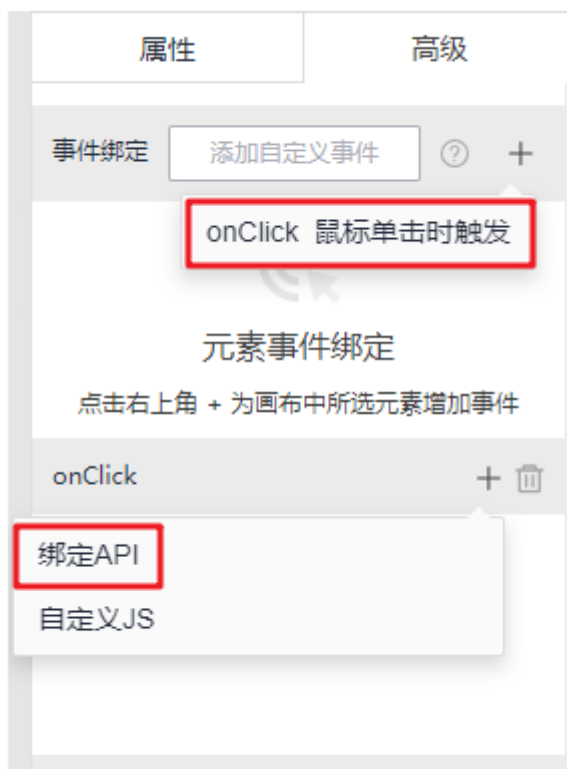 属性 高级
事件绑定 添加自定义事件 ? +
onClick 鼠标单击时触发
元素事件绑定
点击右上角 + 为画布中所选元素增加事件
onClick +
绑定API
自定义JS